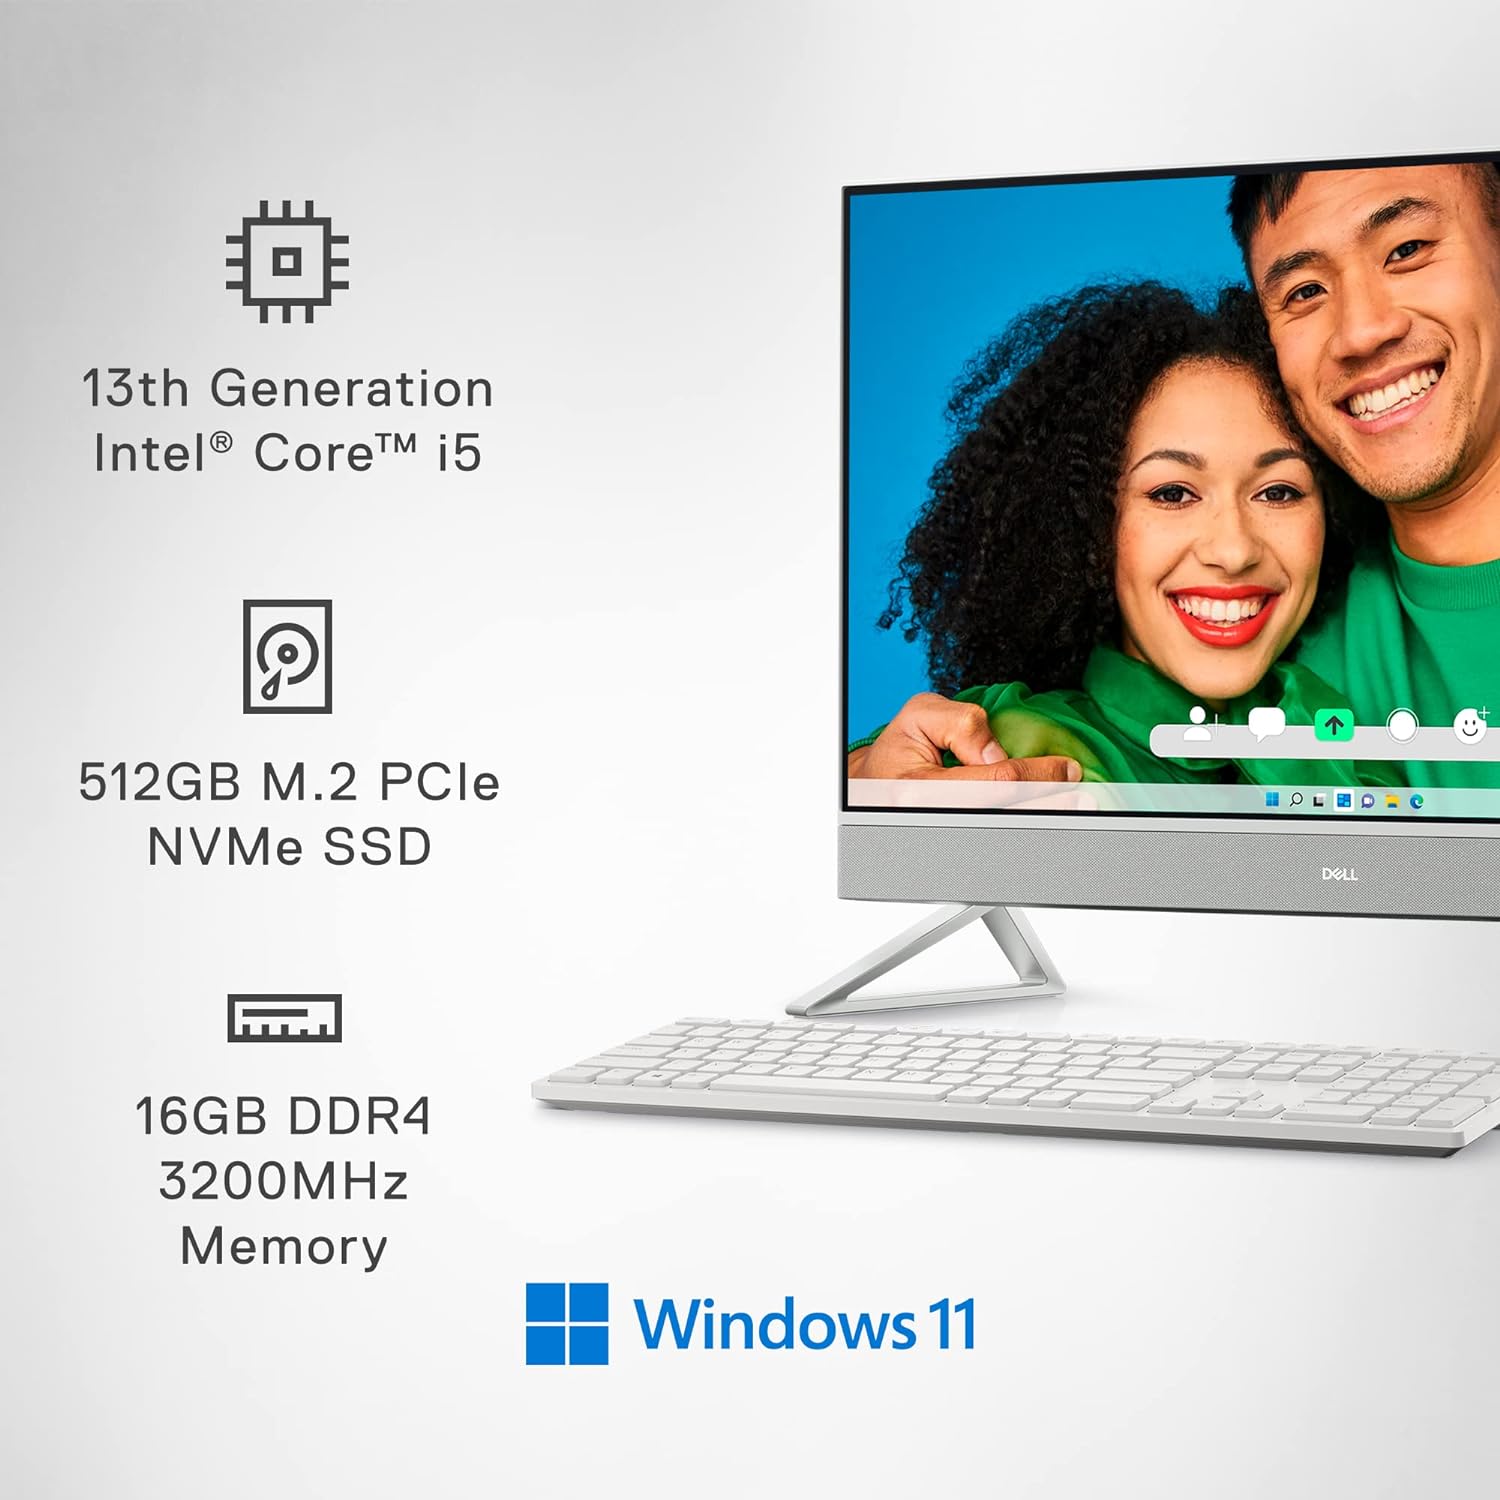 13th Generation
Intel® Core™ i5
512GB M.2 PCIe
NVMe SSD
16GB DDR4
3200MHz
Memory
DELL
Windows 11